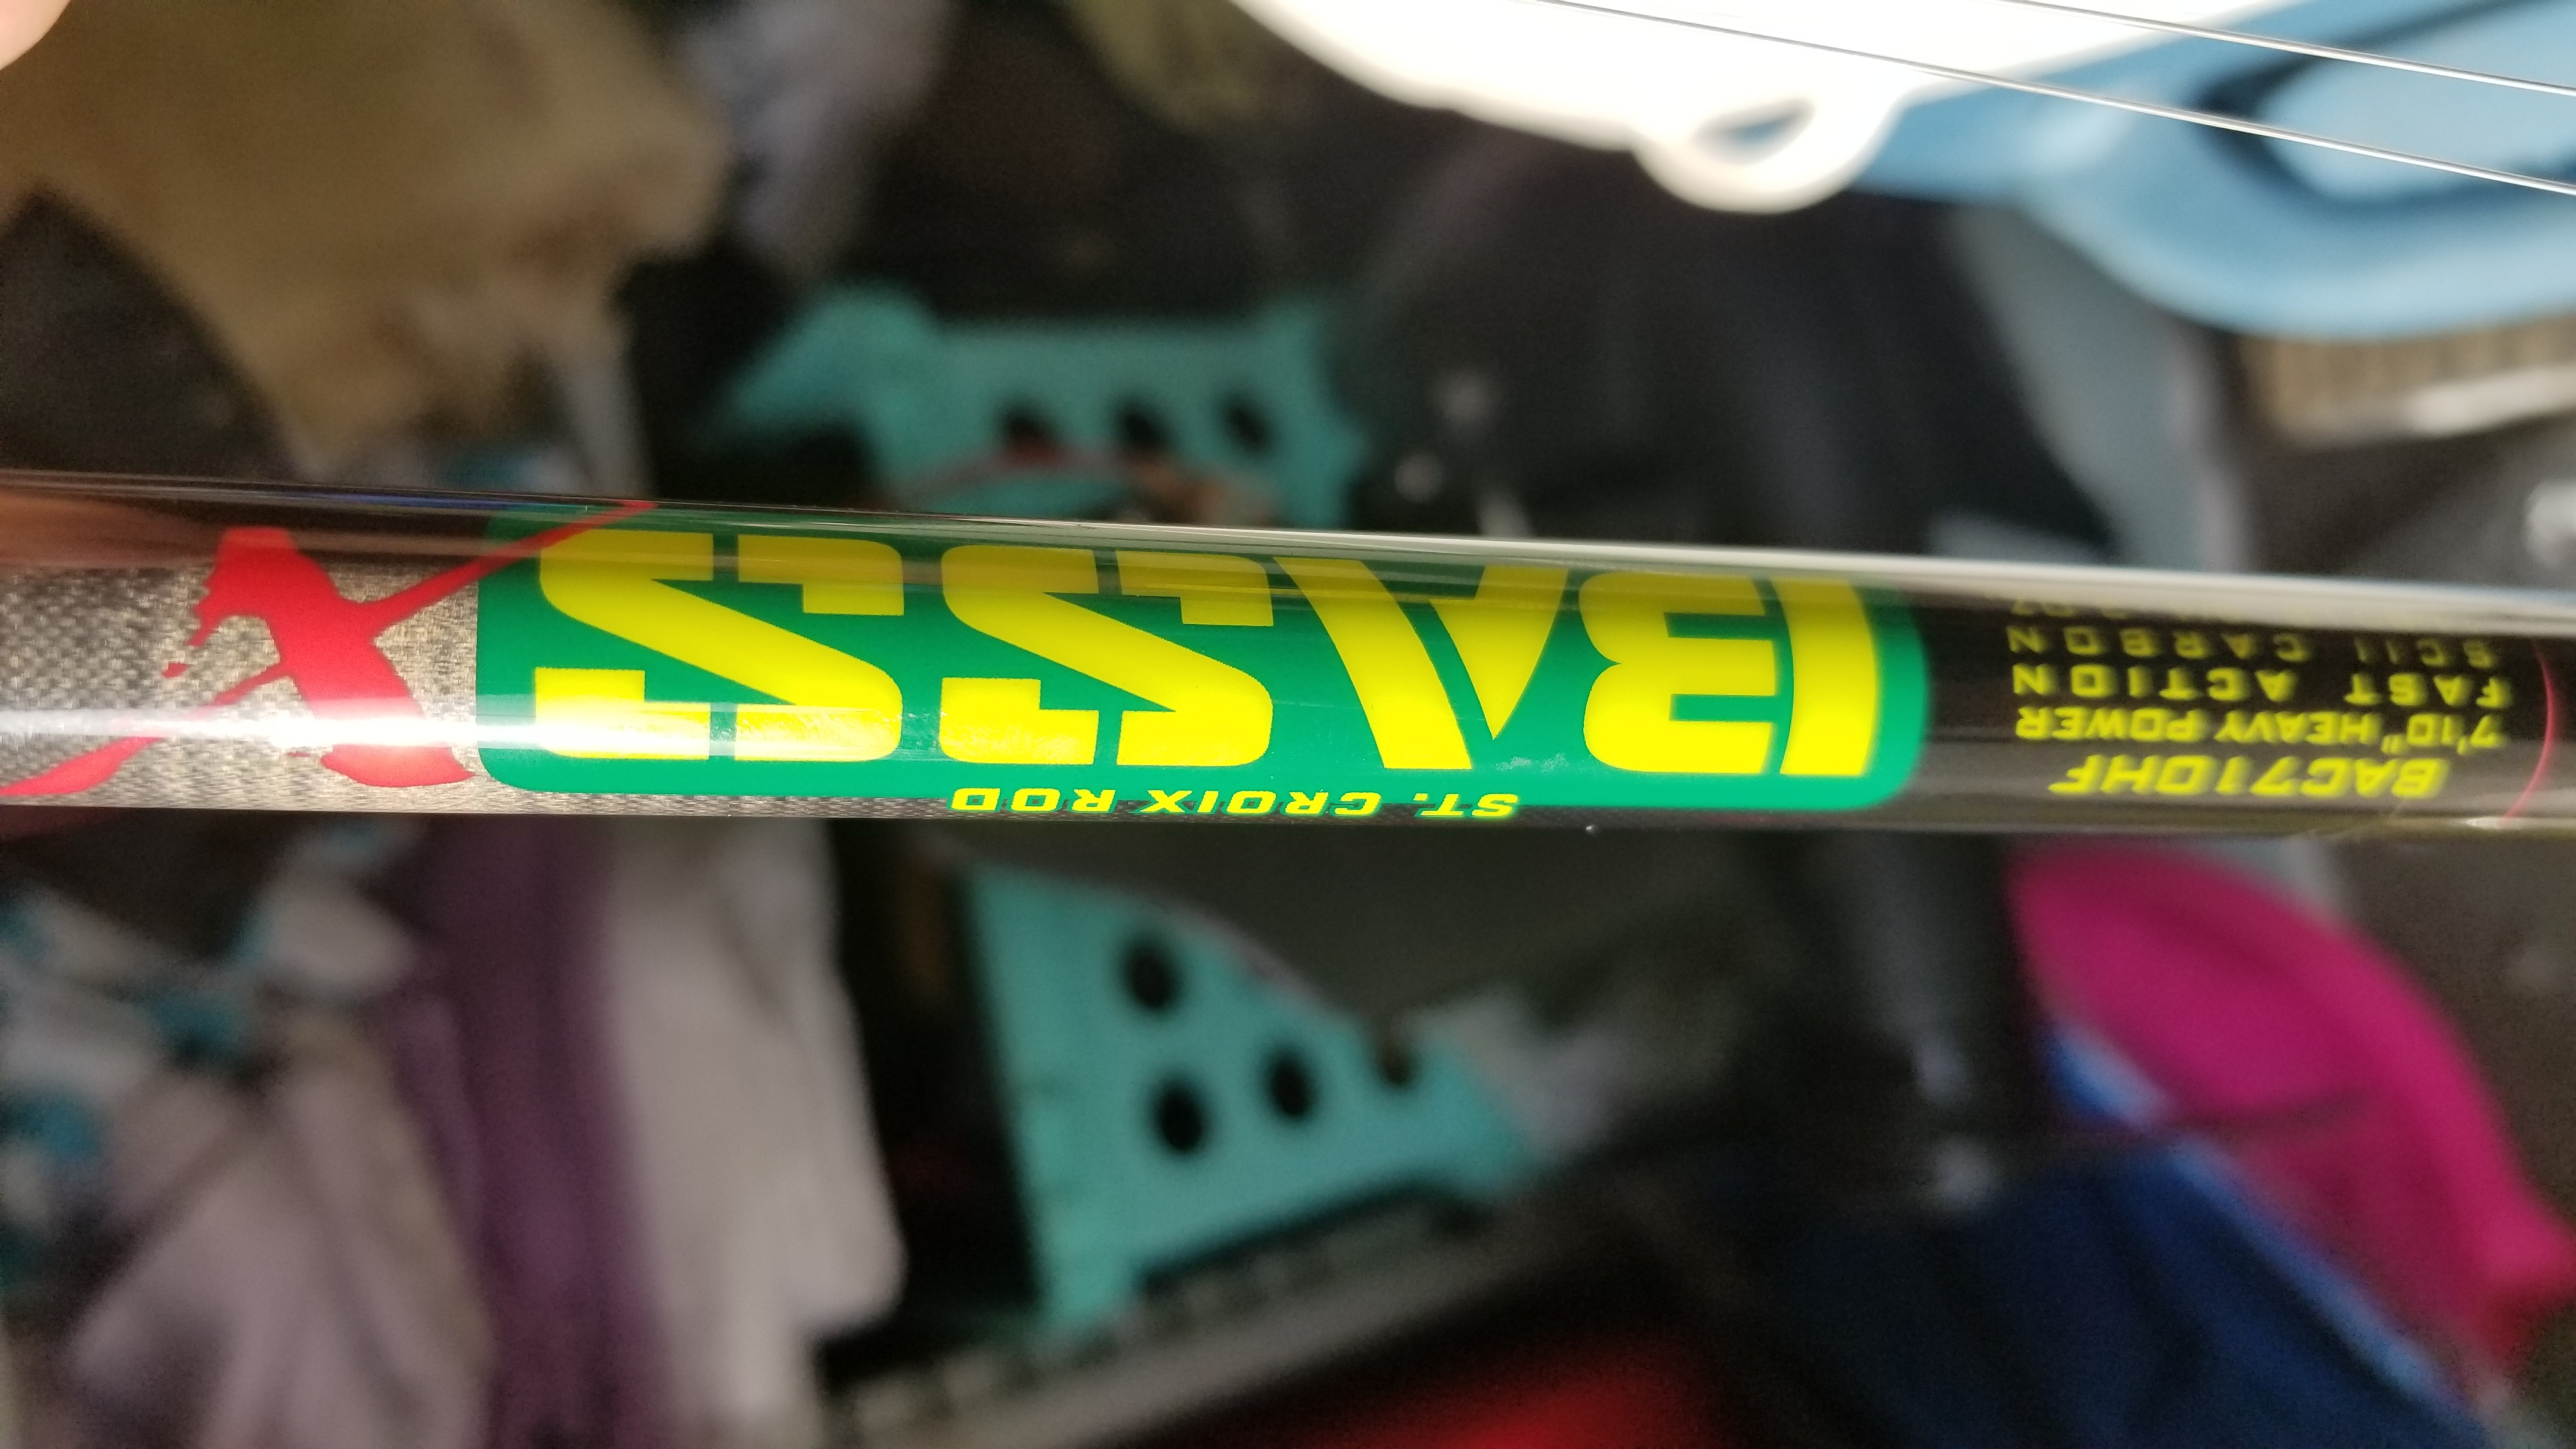 ST. CROIX ROD
BASS X
BAC710HF
7'10" HEAVY POWER
FAST ACTION
SCII CARBON